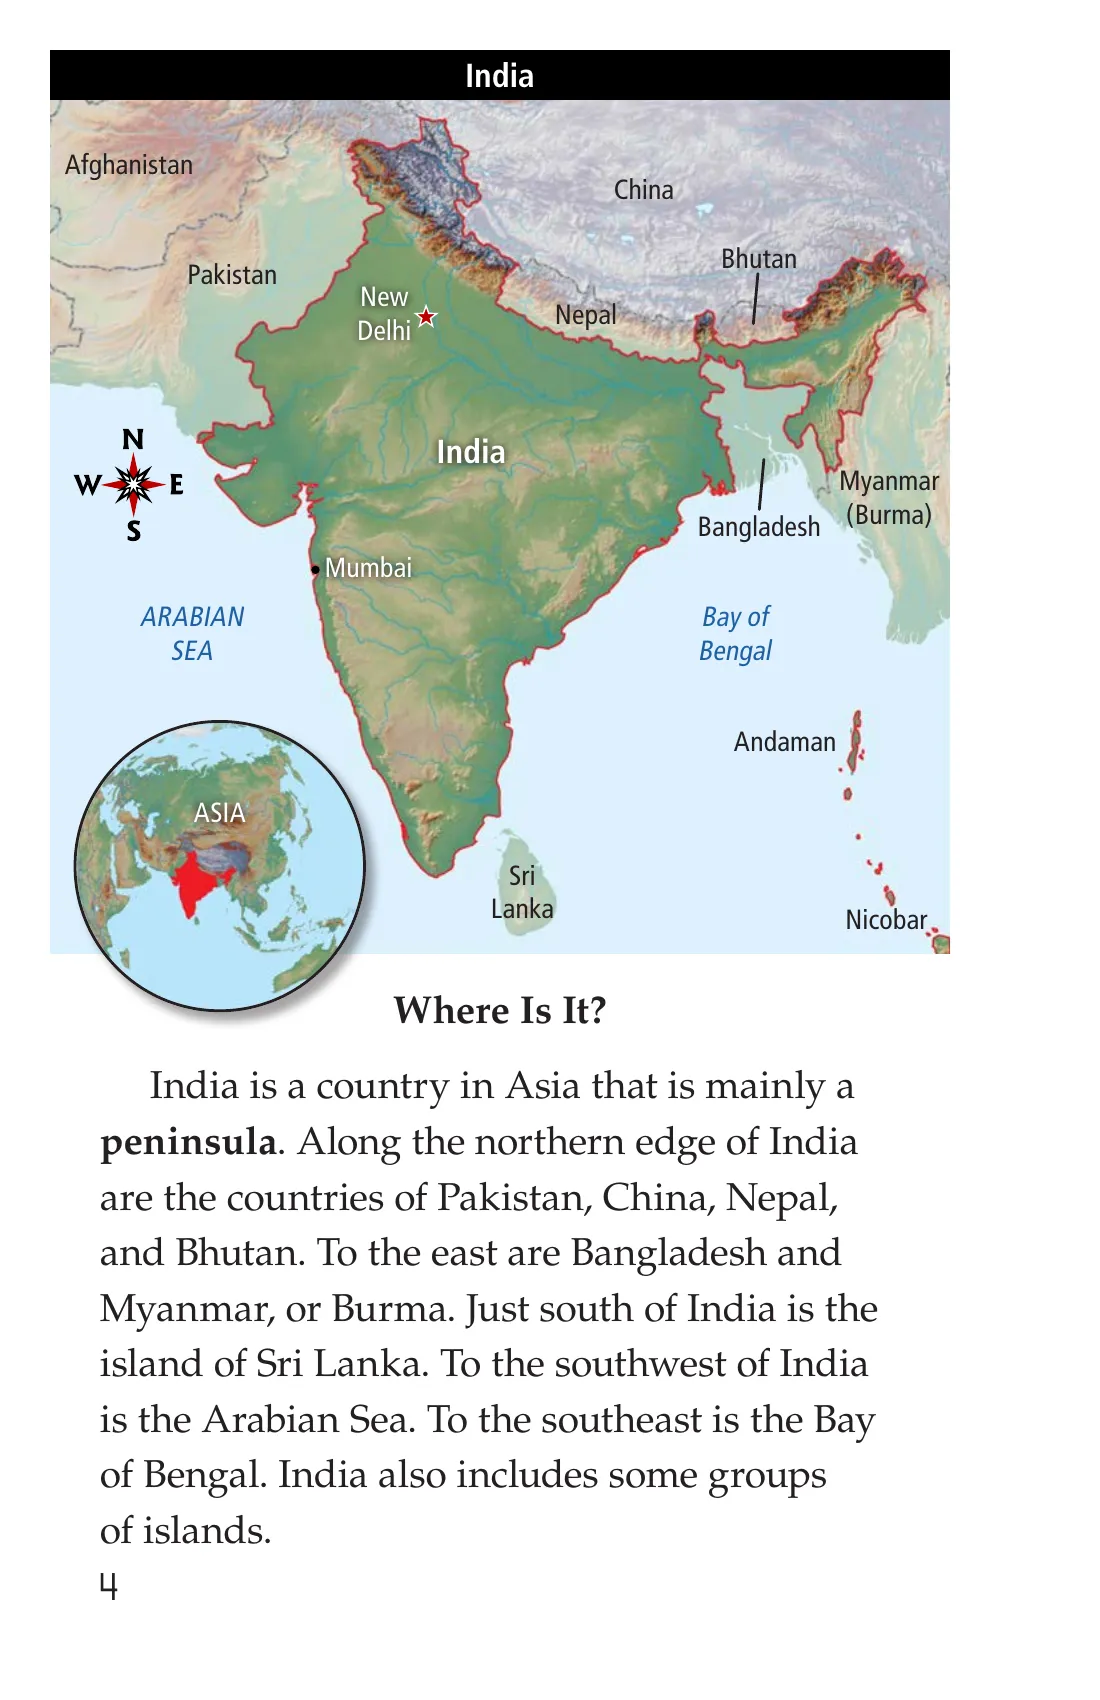 India
Afghanistan
China
Bhutan
Pakistan
New
Delhi
Nepal
India
N
W E
S
Myanmar
(Burma)
Bangladesh
Mumbai
ARABIAN
SEA
Bay of
Bengal
Andaman
ASIA
Sri
Lanka
Nicobar
Where Is It?
India is a country in Asia that is mainly a
peninsula. Along the northern edge of India
are the countries of Pakistan, China, Nepal,
and Bhutan. To the east are Bangladesh and
Myanmar, or Burma. Just south of India is the
island of Sri Lanka. To the southwest of India
is the Arabian Sea. To the southeast is the Bay
of Bengal. India also includes some groups
of islands.
4